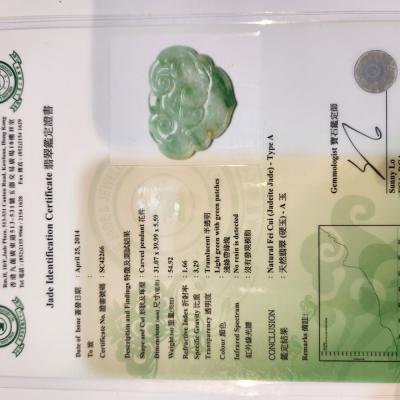 Jade Identification Certificate 翡翠鑑定證書
Date of Issue 簽發日期 : April 25, 2014
To 致 :
Certificate No. 證書號碼 : SC42266
Description and Findings 特徵及測試結果
Shape and Cut 形狀及琢型 : Carved pendant 花件
Dimension (mm) 尺寸(毫米) : 31.07 x 39.99 x 5.59
Weight (ct) 重量(卡) : 54.92
Refractive Index 折射率 : 1.66
Specific Gravity 比重 : 3.29
Transparency 透明度 : Translucent 半透明
Colour 顏色 : Light green with green patches
淺綠帶綠塊
Infrared Spectrum : No resin is detected
紅外線光譜 沒有發現樹脂
CONCLUSION : Natural Fei Cui (Jadeite Jade) - Type A
鑑定結果 : 天然翡翠 (硬玉) - A 玉
Remarks 備註:
Gemmologist 寶石鑑定師
Sunny Lo